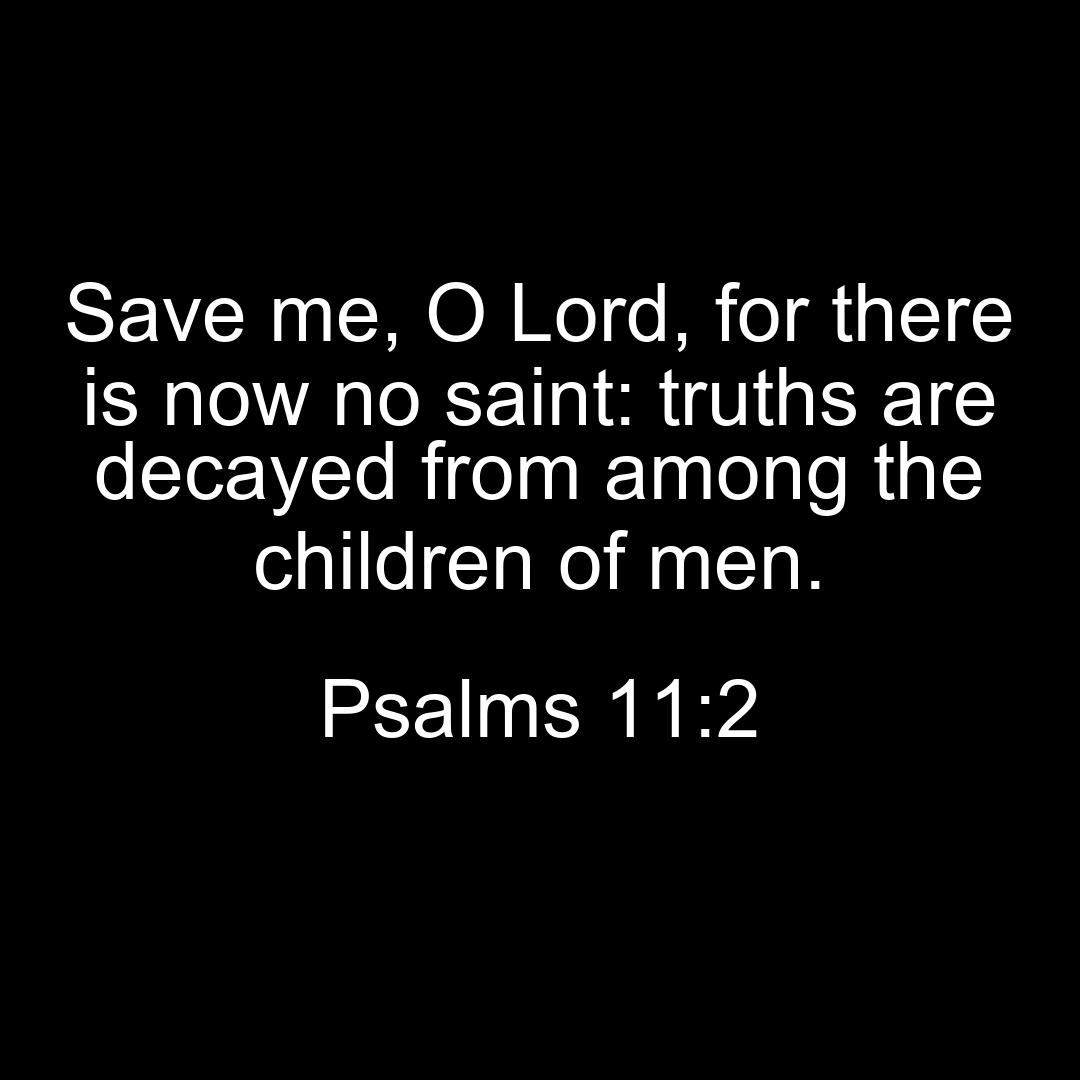 Save me, O Lord, for there
is now no saint: truths are
decayed from among the
children of men.
Psalms 11:2